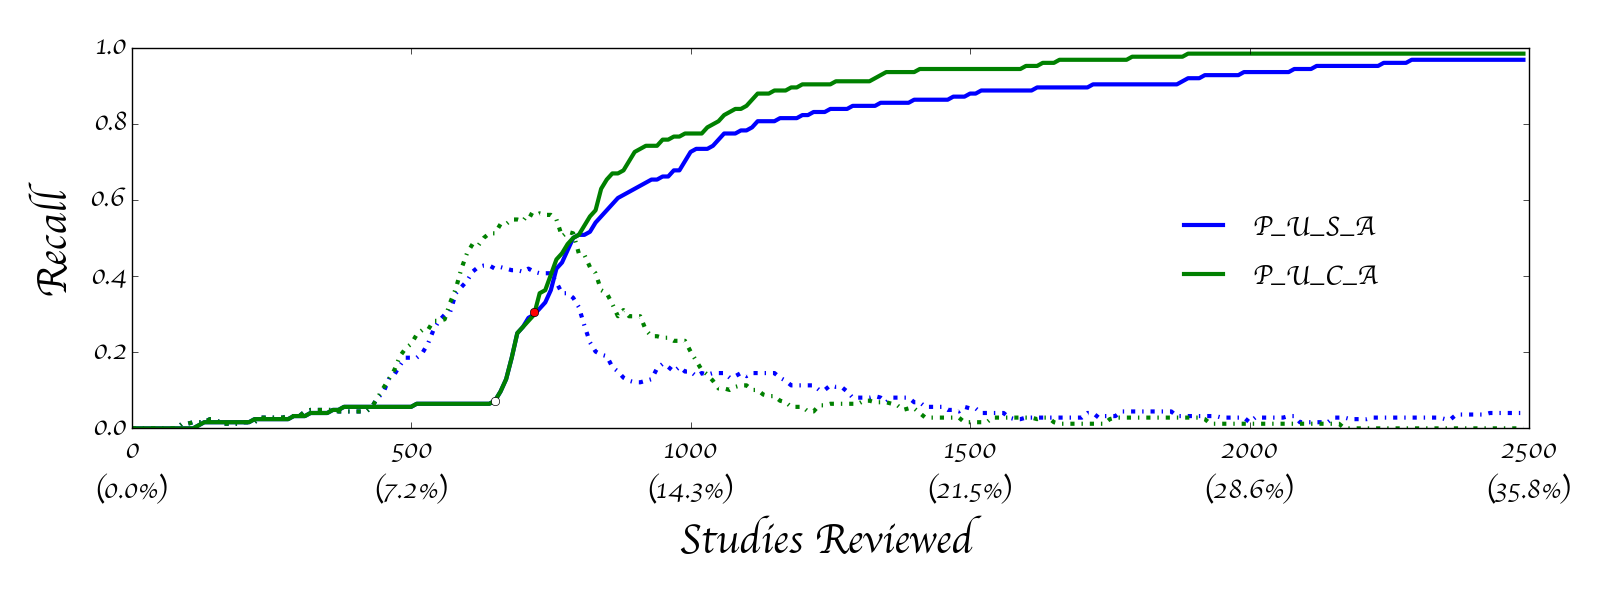 1.0
0.8
0.6
0.4
0.2
0.0
Recall
P_U_S_A
P_U_C_A
0 500 1000 1500 2000 2500
(0.0%) (7.2%) (14.3%) (21.5%) (28.6%) (35.8%)
Studies Reviewed